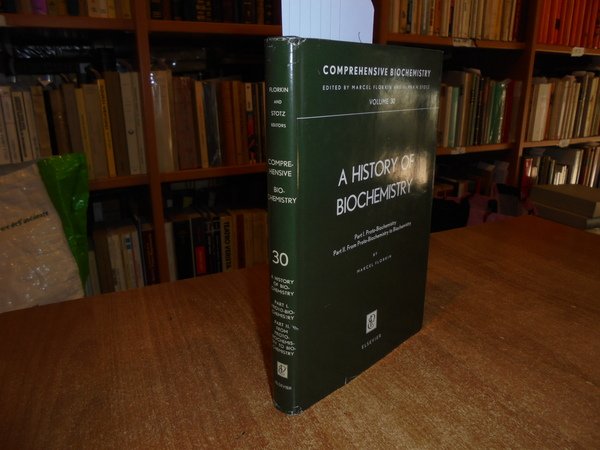 FLORKIN
AND
STOTZ
EDITORS
COMPRE-
HENSIVE
BIO-
CHEMISTRY
30
A HISTORY
OF BIO-
CHEMISTRY
PART I.
PROTO-BIO-
CHEMISTRY
PART II.
FROM
PROTO-
BIOCHEMIS-
TRY TO BIO-
CHEMISTRY
ELSEVIER
COMPREHENSIVE BIOCHEMISTRY
EDITED BY MARCEL FLORKIN AND STOTZ
VOLUME 30
A HISTORY OF
BIOCHEMISTRY
Part I. Proto-Biochemistry
Part II. From Proto-Biochemistry to Biochemistry
BY
MARCEL FLORKIN
ELSEVIER